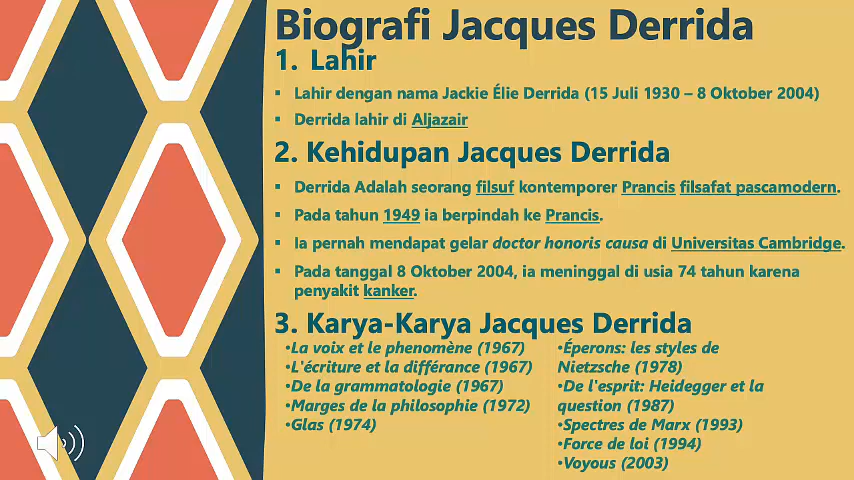 Biografi Jacques Derrida
1. Lahir
▪ Lahir dengan nama Jackie Élie Derrida (15 Juli 1930 – 8 Oktober 2004)
▪ Derrida lahir di Aljazair
2. Kehidupan Jacques Derrida
▪ Derrida Adalah seorang filsuf kontemporer Prancis filsafat pascamodern.
▪ Pada tahun 1949 ia berpindah ke Prancis.
▪ Ia pernah mendapat gelar doctor honoris causa di Universitas Cambridge.
▪ Pada tanggal 8 Oktober 2004, ia meninggal di usia 74 tahun karena
penyakit kanker.
3. Karya-Karya Jacques Derrida
•La voix et le phenomène (1967)
•L'écriture et la différance (1967)
•De la grammatologie (1967)
•Marges de la philosophie (1972)
•Glas (1974)
•Éperons: les styles de
Nietzsche (1978)
•De l'esprit: Heidegger et la
question (1987)
•Spectres de Marx (1993)
•Force de loi (1994)
•Voyous (2003)